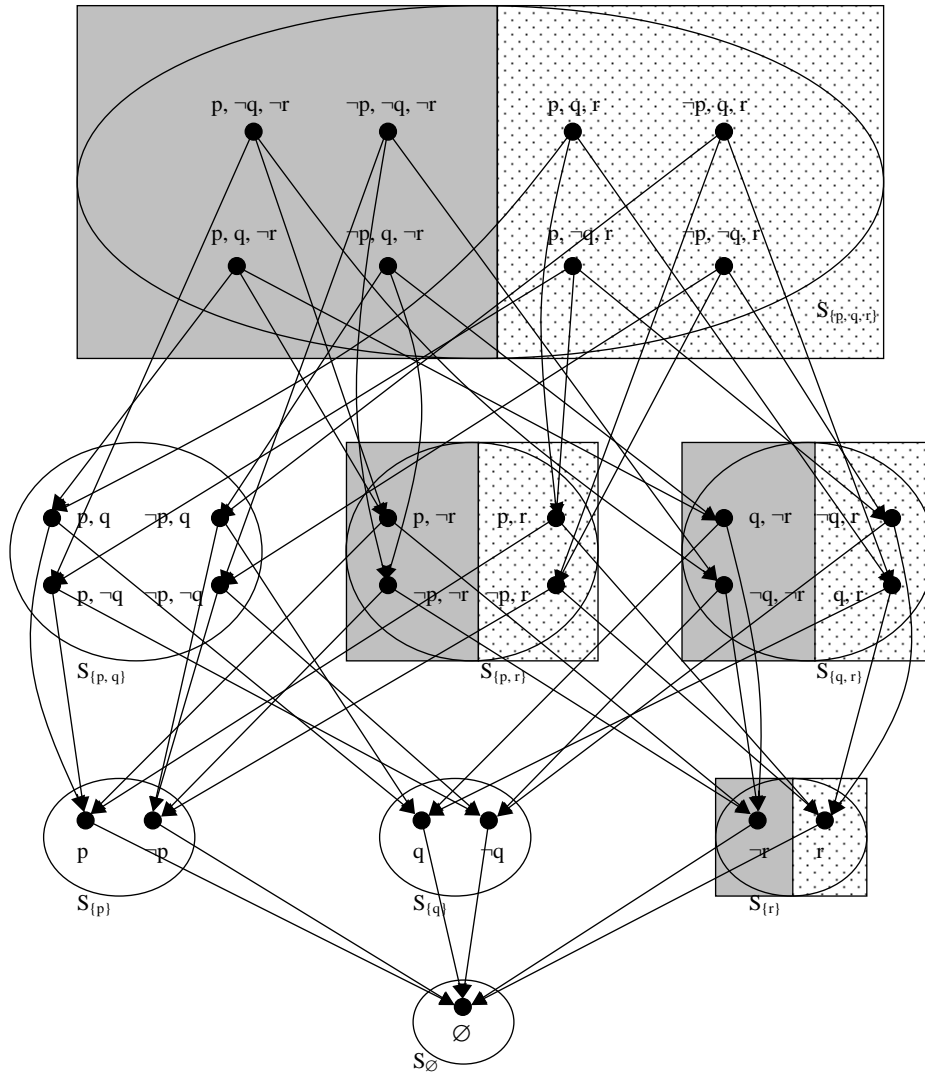 p, ¬q, ¬r ¬p, ¬q, ¬r p, q, r ¬p, q, r
p, q, ¬r ¬p, q, ¬r p, ¬q, r ¬p, ¬q, r
S{p, q, r}
p, q ¬p, q p, ¬r p, r q, ¬r ¬q, r
p, ¬q ¬p, ¬q ¬p, ¬r ¬p, r ¬q, ¬r q, r
S{p, q} S{p, r} S{q, r}
p ¬p q ¬q ¬r r
S{p} S{q} S{r}
∅
S∅